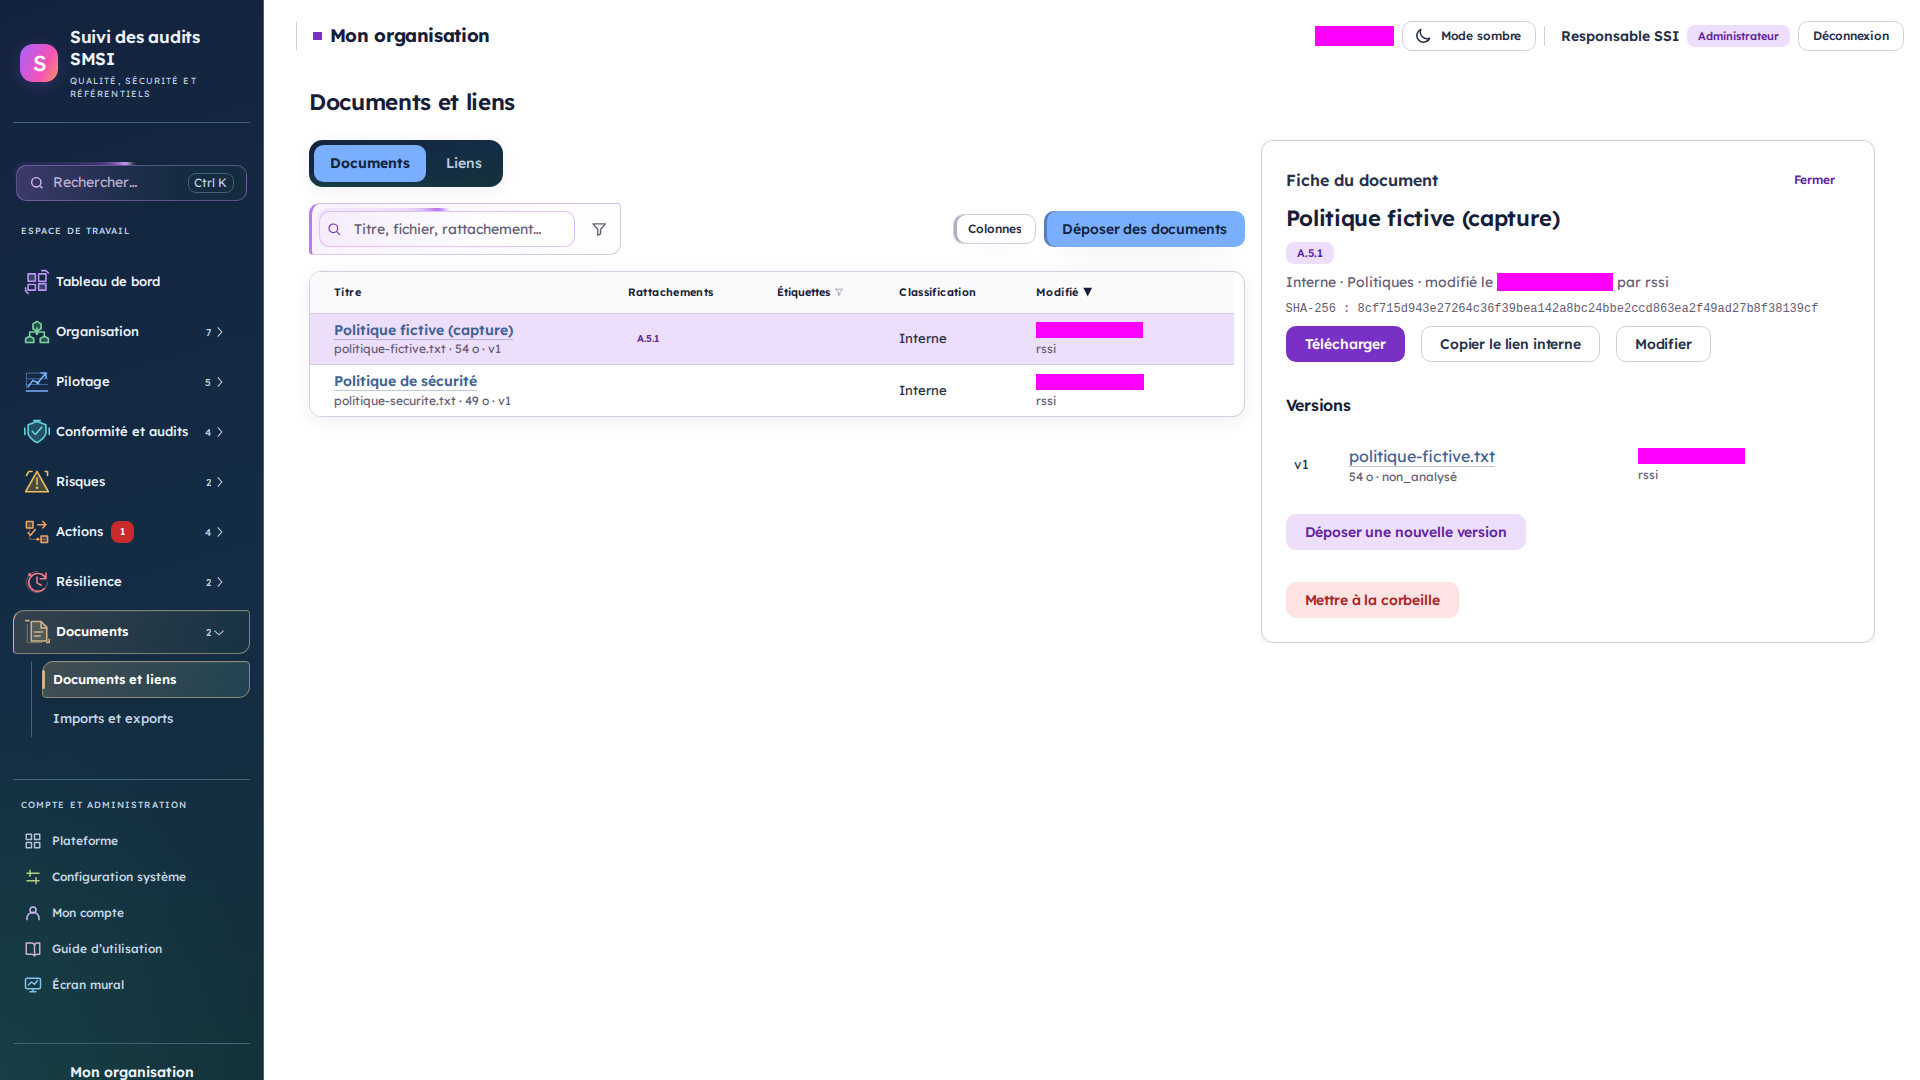 S
Suivi des audits
SMSI
QUALITÉ, SÉCURITÉ ET
RÉFÉRENTIELS
Rechercher… Ctrl K
ESPACE DE TRAVAIL
Tableau de bord
Organisation 7
Pilotage 5
Conformité et audits 4
Risques 2
Actions 1 4
Résilience 2
Documents 2
Documents et liens
Imports et exports
COMPTE ET ADMINISTRATION
Plateforme
Configuration système
Mon compte
Guide d’utilisation
Écran mural
Mon organisation
Mon organisation
Mode sombre
Responsable SSI
Administrateur
Déconnexion
Documents et liens
Documents
Liens
Titre, fichier, rattachement…
Colonnes
Déposer des documents
Titre Rattachements Étiquettes Classification Modifié ▼
Politique fictive (capture) A.5.1 Interne
politique-fictive.txt · 54 o · v1 rssi
Politique de sécurité Interne
politique-securite.txt · 49 o · v1 rssi
Fiche du document
Fermer
Politique fictive (capture)
A.5.1
Interne · Politiques · modifié le par rssi
SHA-256 : 8cf715d943e27264c36f39bea142a8bc24bbe2ccd863ea2f49ad27b8f38139cf
Télécharger
Copier le lien interne
Modifier
Versions
v1 politique-fictive.txt
54 o · non_analysé rssi
Déposer une nouvelle version
Mettre à la corbeille